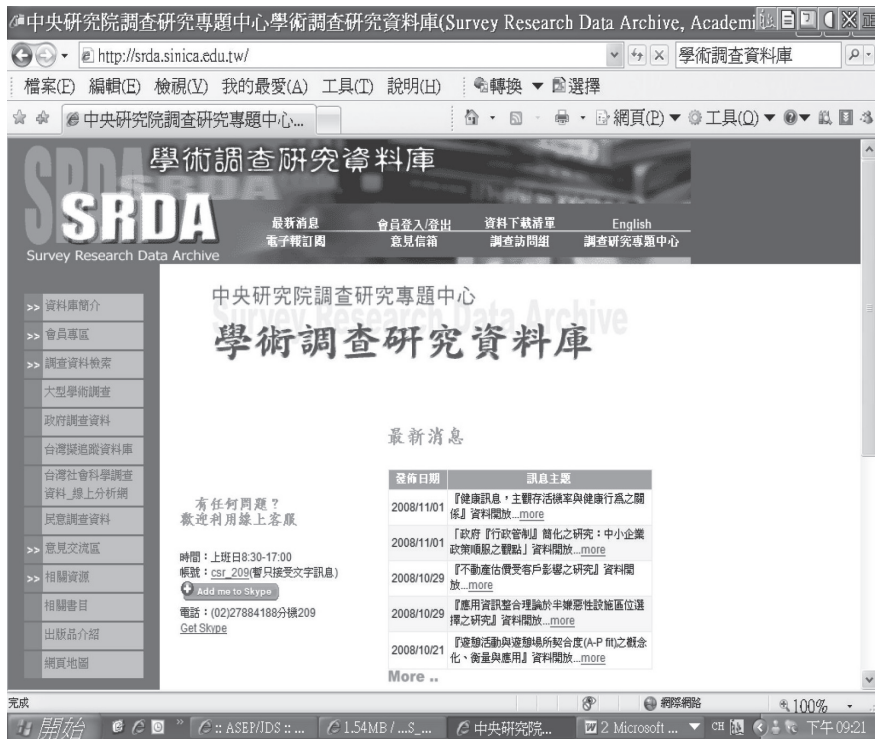 中央研究院調查研究專題中心學術調查研究資料庫(Survey Research Data Archive, Academi
http://srda.sinica.edu.tw/
學術調查資料庫
檔案(F) 編輯(E) 檢視(V) 我的最愛(A) 工具(T) 說明(H) 轉換 選擇
中央研究院調查研究專題中心...
網頁(P) 工具(O)
學術調查研究資料庫
SRDA
Survey Research Data Archive
最新消息 會員登入/登出 資料下載清單 English
電子報訂閱 意見信箱 調查訪問組 調查研究專題中心
>> 資料庫簡介
>> 會員專區
>> 調查資料檢索
大型學術調查
政府調查資料
台灣擬追蹤資料庫
台灣社會科學調查
資料_線上分析網
民意調查資料
>> 意見交流區
>> 相關資源
相關書目
出版品介紹
網頁地圖
中央研究院調查研究專題中心
Survey Research Data Archive
學術調查研究資料庫
有任何問題？
歡迎利用線上客服
時間：上班日8:30-17:00
帳號：csr_209(暫只接受文字訊息)
Add me to Skype
電話：(02)27884188分機209
Get Skype
最新消息
發佈日期 訊息主題
2008/11/01 『健康訊息，主觀存活機率與健康行為之關
係』資料開放...more
2008/11/01 「政府『行政管制』簡化之研究：中小企業
政策順服之觀點」資料開放...more
2008/10/29 『不動產估價受客戶影響之研究』資料開
放...more
2008/10/29 『應用資訊整合理論於半嫌惡性設施區位選
擇之研究』資料開放...more
2008/10/21 『遊憩活動與遊憩場所契合度(A-P fit)之概念
化、衡量與應用』資料開放...more
More ..
完成 網際網路 100%
開始 :: ASEP/JDS :: ... 1.54MB / ...S_... 中央研究院... 2 Microsoft ... CH 下午 09:21